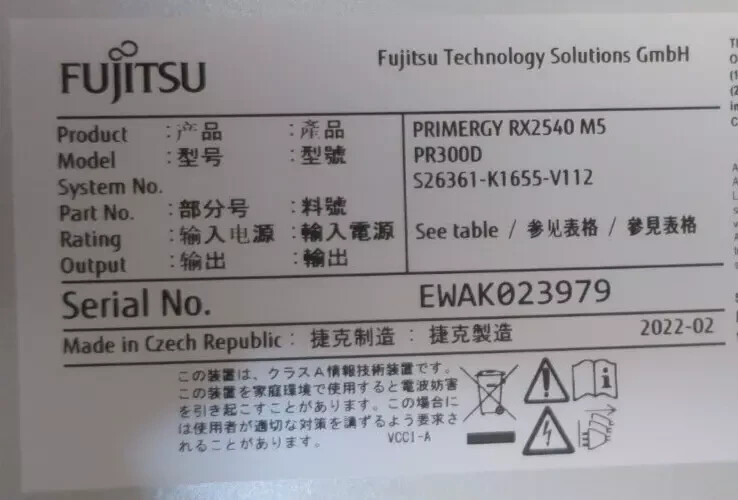 FUJITSU
Fujitsu Technology Solutions GmbH
Product :产品 :產品 PRIMERGY RX2540 M5
Model :型号 :型號 PR300D
System No. S26361-K1655-V112
Part No. :部分号 :料號
Rating :输入电源 :輸入電源 See table / 参见表格 / 參見表格
Output :输出 :輸出
Serial No. EWAK023979
Made in Czech Republic: 捷克制造 : 捷克製造 2022-02
この装置は、クラスA情報技術装置です。
この装置を家庭環境で使用すると電波妨害
を引き起こすことがあります。この場合に
は使用者が適切な対策を講ずるよう要求さ
れることがあります。 VCCI-A